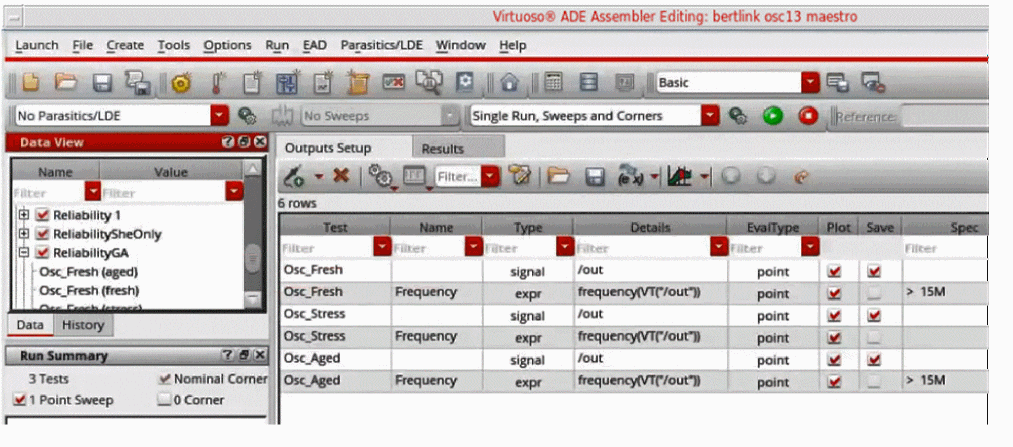 Virtuoso® ADE Assembler Editing: bertlink osc13 maestro
Launch File Create Tools Options Run EAD Parasitics/LDE Window Help
Basic
No Parasitics/LDE No Sweeps Single Run, Sweeps and Corners Reference:
Data View
Name Value
Filter Filter
Reliability 1
ReliabilitySheOnly
ReliabilityGA
Osc_Fresh (aged)
Osc_Fresh (fresh)
Osc_Fresh (stress)
Data History
Run Summary
3 Tests Nominal Corner
1 Point Sweep 0 Corner
Outputs Setup Results
Filter...
6 rows
Test Name Type Details EvalType Plot Save Spec
Filter Filter Filter Filter Filter Filter
Osc_Fresh signal /out point
Osc_Fresh Frequency expr frequency(VT("/out")) point > 15M
Osc_Stress signal /out point
Osc_Stress Frequency expr frequency(VT("/out")) point
Osc_Aged signal /out point
Osc_Aged Frequency expr frequency(VT("/out")) point > 15M